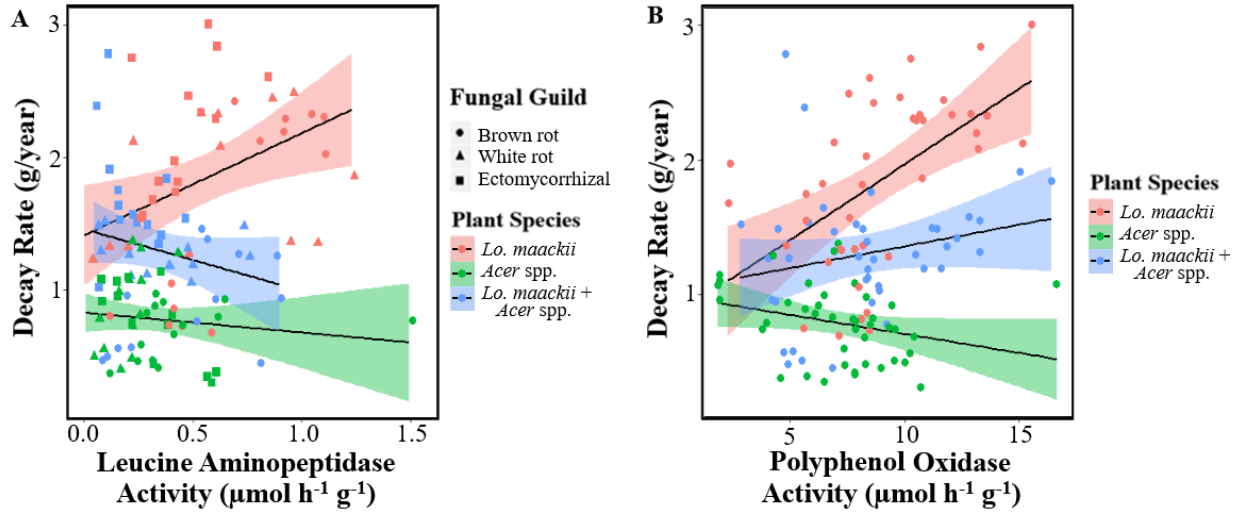 A
Decay Rate (g/year)
3
2
1
0.0
0.5
1.0
1.5
Leucine Aminopeptidase
Activity (µmol h⁻¹ g⁻¹)
Fungal Guild
Brown rot
White rot
Ectomycorrhizal
Plant Species
Lo. maackii
Acer spp.
Lo. maackii +
Acer spp.
B
Decay Rate (g/year)
3
2
1
5
10
15
Polyphenol Oxidase
Activity (µmol h⁻¹ g⁻¹)
Plant Species
Lo. maackii
Acer spp.
Lo. maackii +
Acer spp.